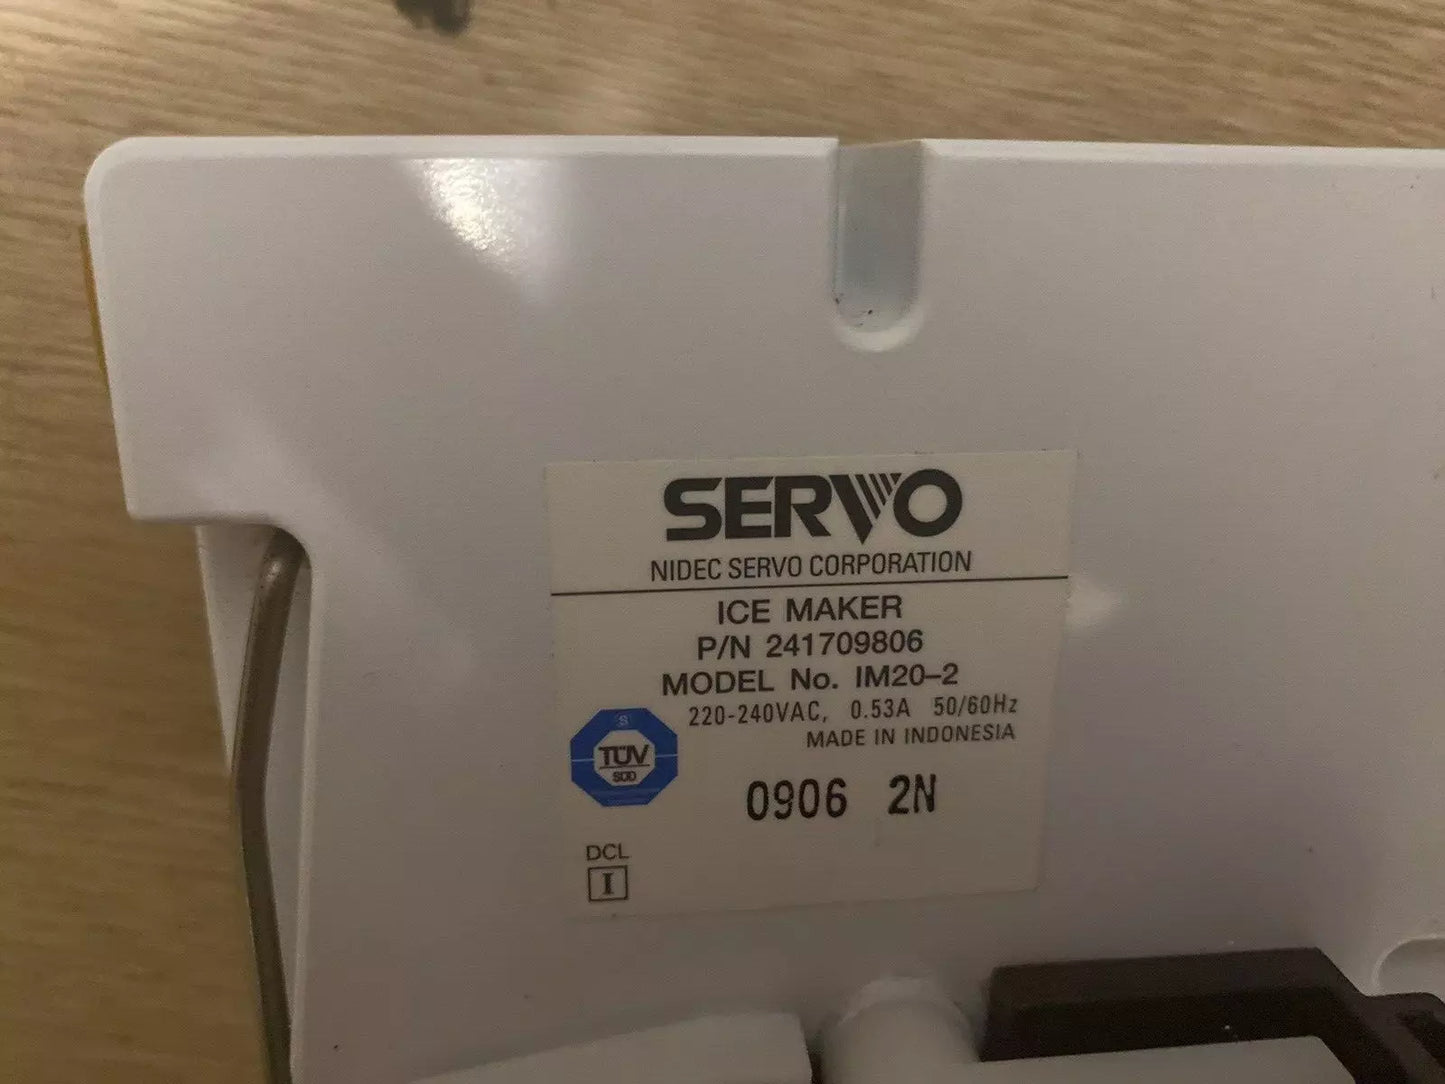 SERVO
NIDEC SERVO CORPORATION
ICE MAKER
P/N 241709806
MODEL No. IM20-2
220-240VAC, 0.53A 50/60Hz
MADE IN INDONESIA
S
TÜV
SÜD
0906 2N
DCL
I